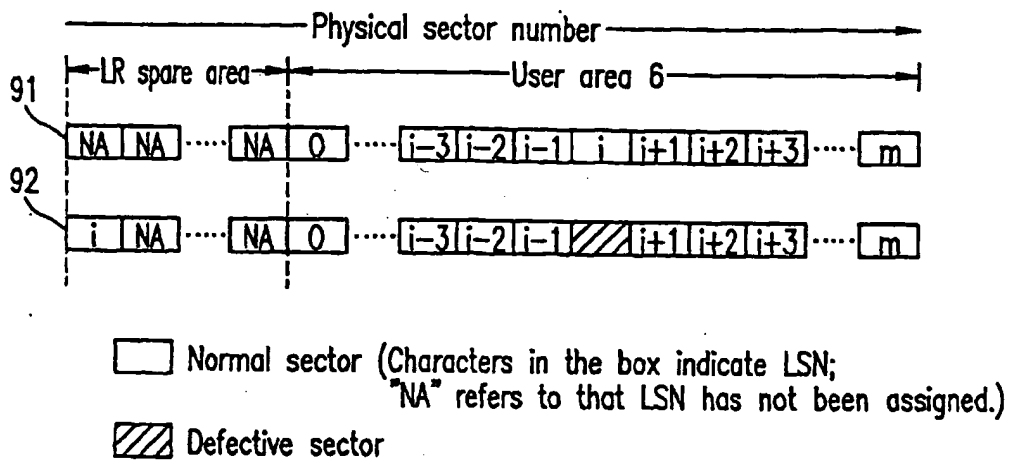 Physical sector number
LR spare area User area 6
91
NA NA ····· NA 0 ····· i-3 i-2 i-1 i i+1 i+2 i+3 ····· m
92
i NA ····· NA 0 ····· i-3 i-2 i-1 i+1 i+2 i+3 ····· m
Normal sector (Characters in the box indicate LSN;
"NA" refers to that LSN has not been assigned.)
Defective sector